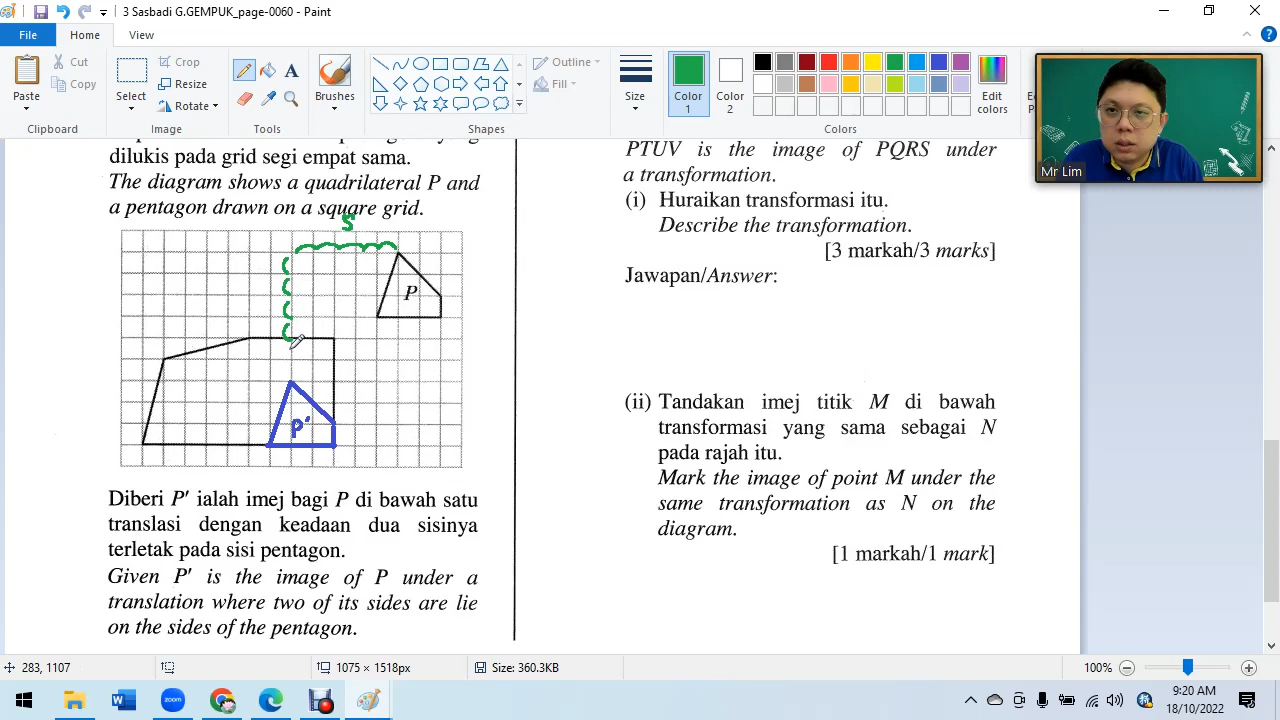 3 Sasbadi G.GEMPUK_page-0060 - Paint
File
Home
View
Paste
Cut
Copy
Clipboard
Select
Crop
Resize
Rotate
Image
A
Tools
Brushes
Shapes
Outline
Fill
Size
Color 1
Color 2
Colors
Edit colors
Mr Lim
dilukis pada grid segi empat sama.
The diagram shows a quadrilateral P and
a pentagon drawn on a square grid.
5
P
P'
Diberi P' ialah imej bagi P di bawah satu
translasi dengan keadaan dua sisinya
terletak pada sisi pentagon.
Given P' is the image of P under a
translation where two of its sides are lie
on the sides of the pentagon.
PTUV is the image of PQRS under
a transformation.
(i) Huraikan transformasi itu.
Describe the transformation.
[3 markah/3 marks]
Jawapan/Answer:
(ii) Tandakan imej titik M di bawah
transformasi yang sama sebagai N
pada rajah itu.
Mark the image of point M under the
same transformation as N on the
diagram.
[1 markah/1 mark]
283, 1107
1075 × 1518px
Size: 360.3KB
100%
zoom
9:20 AM
18/10/2022